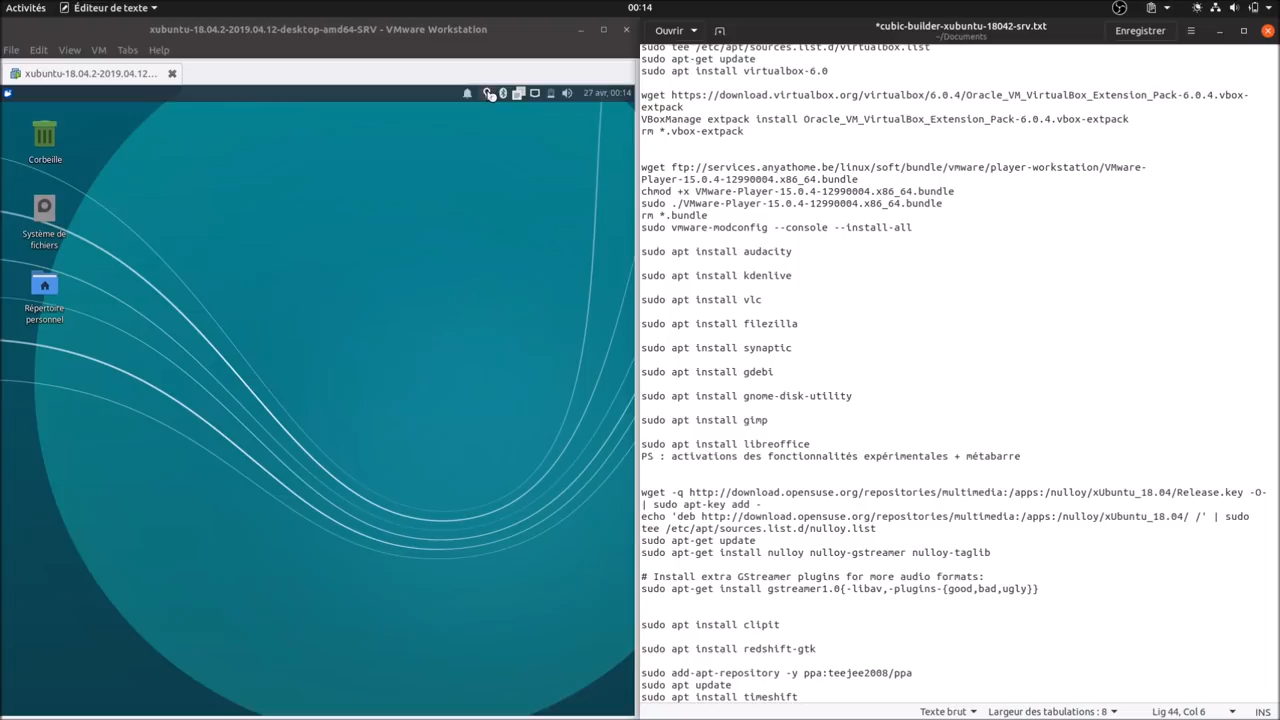 Activités
Éditeur de texte
00:14
xubuntu-18.04.2-2019.04.12-desktop-amd64-SRV - VMware Workstation
File Edit View VM Tabs Help
xubuntu-18.04.2-2019.04.12...
27 avr, 00:14
Corbeille
Système de
fichiers
Répertoire
personnel
Ouvrir
*cubic-builder-xubuntu-18042-srv.txt
~/Documents
Enregistrer
sudo tee /etc/apt/sources.list.d/virtualbox.list
sudo apt-get update
sudo apt install virtualbox-6.0
wget https://download.virtualbox.org/virtualbox/6.0.4/Oracle_VM_VirtualBox_Extension_Pack-6.0.4.vbox-
extpack
VBoxManage extpack install Oracle_VM_VirtualBox_Extension_Pack-6.0.4.vbox-extpack
rm *.vbox-extpack
wget ftp://services.anyathome.be/linux/soft/bundle/vmware/player-workstation/VMware-
Player-15.0.4-12990004.x86_64.bundle
chmod +x VMware-Player-15.0.4-12990004.x86_64.bundle
sudo ./VMware-Player-15.0.4-12990004.x86_64.bundle
rm *.bundle
sudo vmware-modconfig --console --install-all
sudo apt install audacity
sudo apt install kdenlive
sudo apt install vlc
sudo apt install filezilla
sudo apt install synaptic
sudo apt install gdebi
sudo apt install gnome-disk-utility
sudo apt install gimp
sudo apt install libreoffice
PS : activations des fonctionnalités expérimentales + métabarre
wget -q http://download.opensuse.org/repositories/multimedia:/apps:/nulloy/xUbuntu_18.04/Release.key -O-
| sudo apt-key add -
echo 'deb http://download.opensuse.org/repositories/multimedia:/apps:/nulloy/xUbuntu_18.04/ /' | sudo
tee /etc/apt/sources.list.d/nulloy.list
sudo apt-get update
sudo apt-get install nulloy nulloy-gstreamer nulloy-taglib
# Install extra GStreamer plugins for more audio formats:
sudo apt-get install gstreamer1.0{-libav,-plugins-{good,bad,ugly}}
sudo apt install clipit
sudo apt install redshift-gtk
sudo add-apt-repository -y ppa:teejee2008/ppa
sudo apt update
sudo apt install timeshift
Texte brut
Largeur des tabulations : 8
Lig 44, Col 6
INS